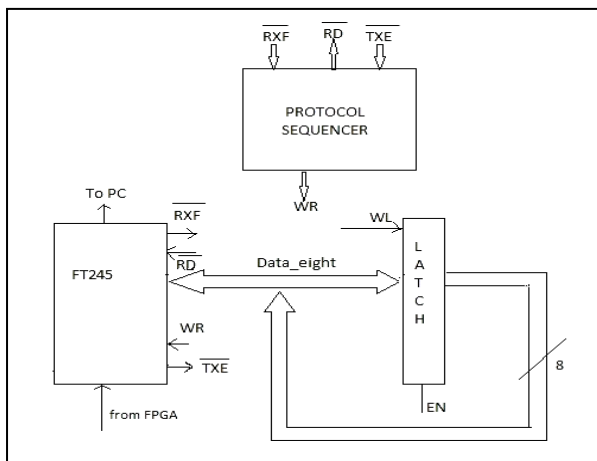 RXF RD TXE
PROTOCOL
SEQUENCER
WR
To PC
RXF
FT245
RD
WR
TXE
from FPGA
Data_eight
WL
L
A
T
C
H
EN
8